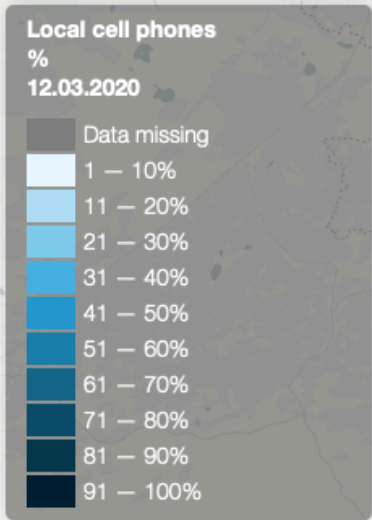 Local cell phones
%
12.03.2020
Data missing
1 — 10%
11 — 20%
21 — 30%
31 — 40%
41 — 50%
51 — 60%
61 — 70%
71 — 80%
81 — 90%
91 — 100%